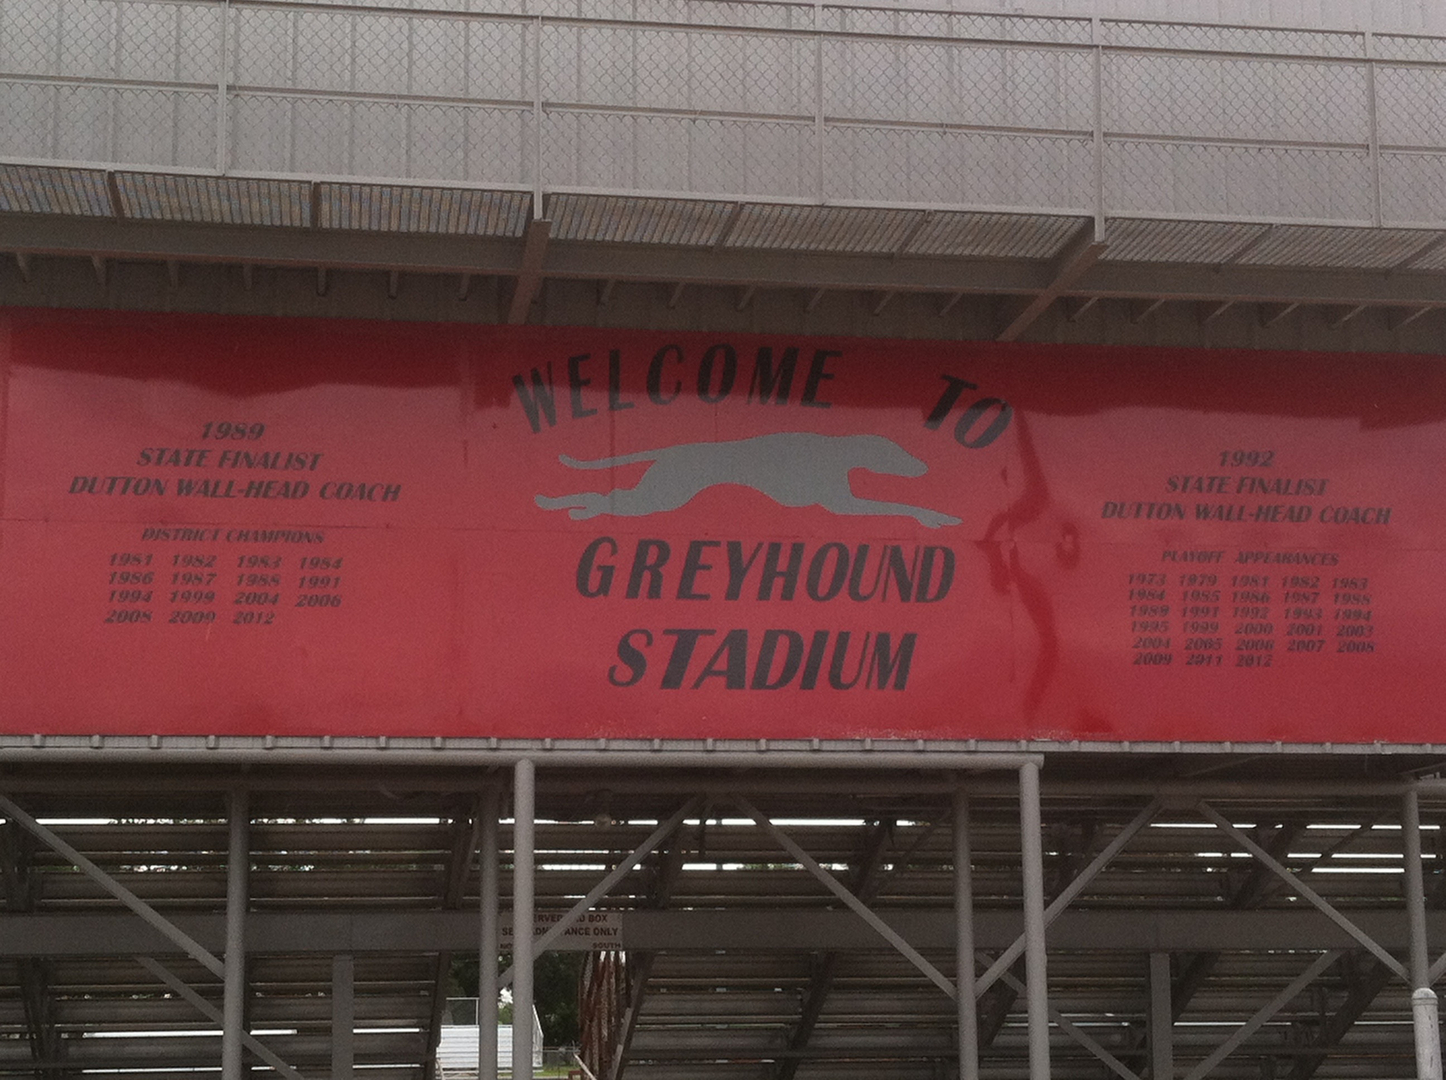 WELCOME TO
GREYHOUND
STADIUM
1989
STATE FINALIST
DUTTON WALL-HEAD COACH
DISTRICT CHAMPIONS
1981 1982 1983 1984
1986 1987 1988 1991
1994 1999 2004 2006
2008 2009 2012
1992
STATE FINALIST
DUTTON WALL-HEAD COACH
PLAYOFF APPEARANCES
1973 1979 1981 1982 1983
1984 1985 1986 1987 1988
1989 1991 1992 1993 1994
1995 1999 2000 2001 2003
2004 2005 2006 2007 2008
2009 2011 2012
BOX
ONLY
SOUTH